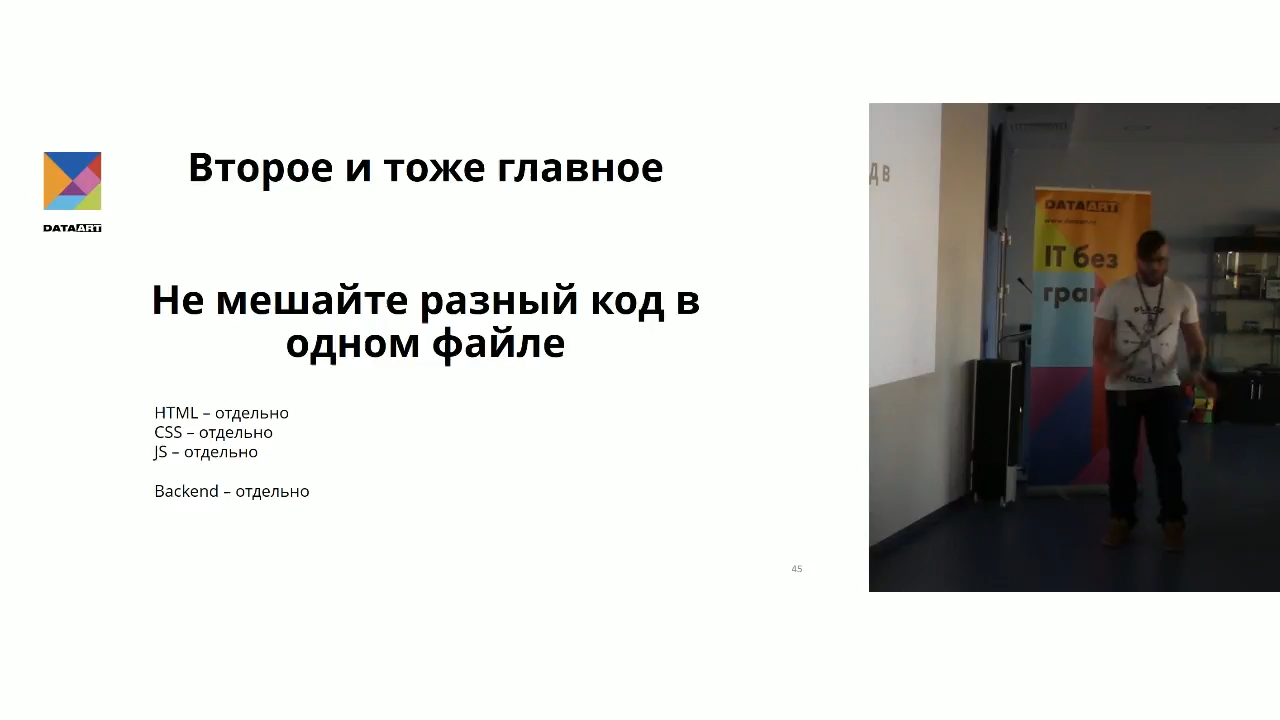 Второе и тоже главное
DATAART
Не мешайте разный код в
одном файле
HTML – отдельно
CSS – отдельно
JS – отдельно
Backend – отдельно
45
Д В
DATAART
IT без
гран